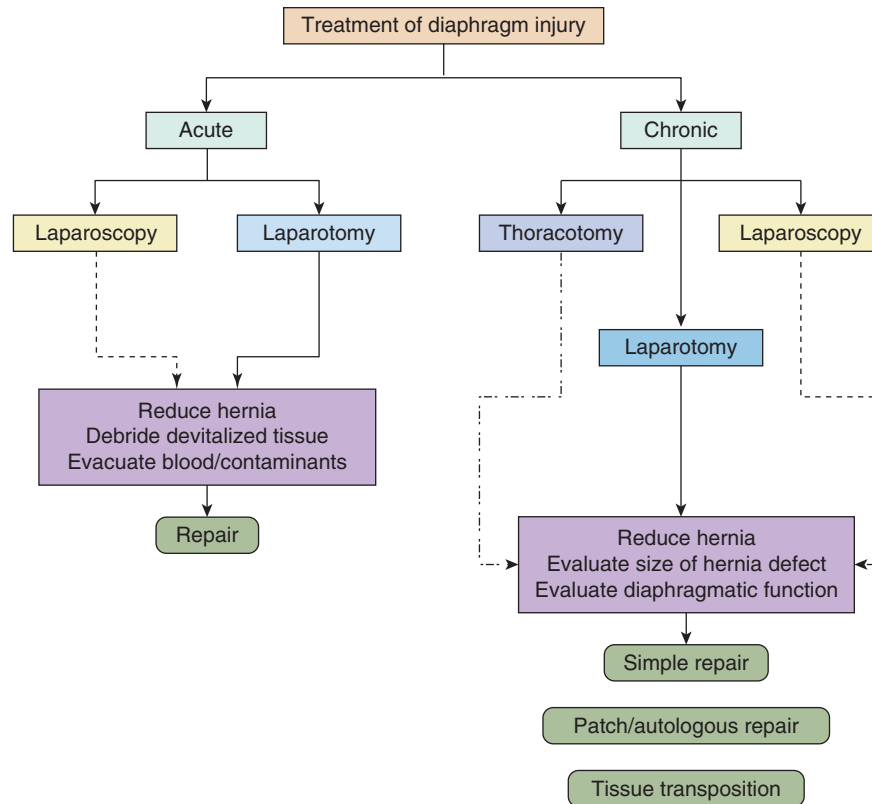 Treatment of diaphragm injury
Acute
Chronic
Laparoscopy
Laparotomy
Thoracotomy
Laparoscopy
Laparotomy
Reduce hernia
Debride devitalized tissue
Evacuate blood/contaminants
Repair
Reduce hernia
Evaluate size of hernia defect
Evaluate diaphragmatic function
Simple repair
Patch/autologous repair
Tissue transposition